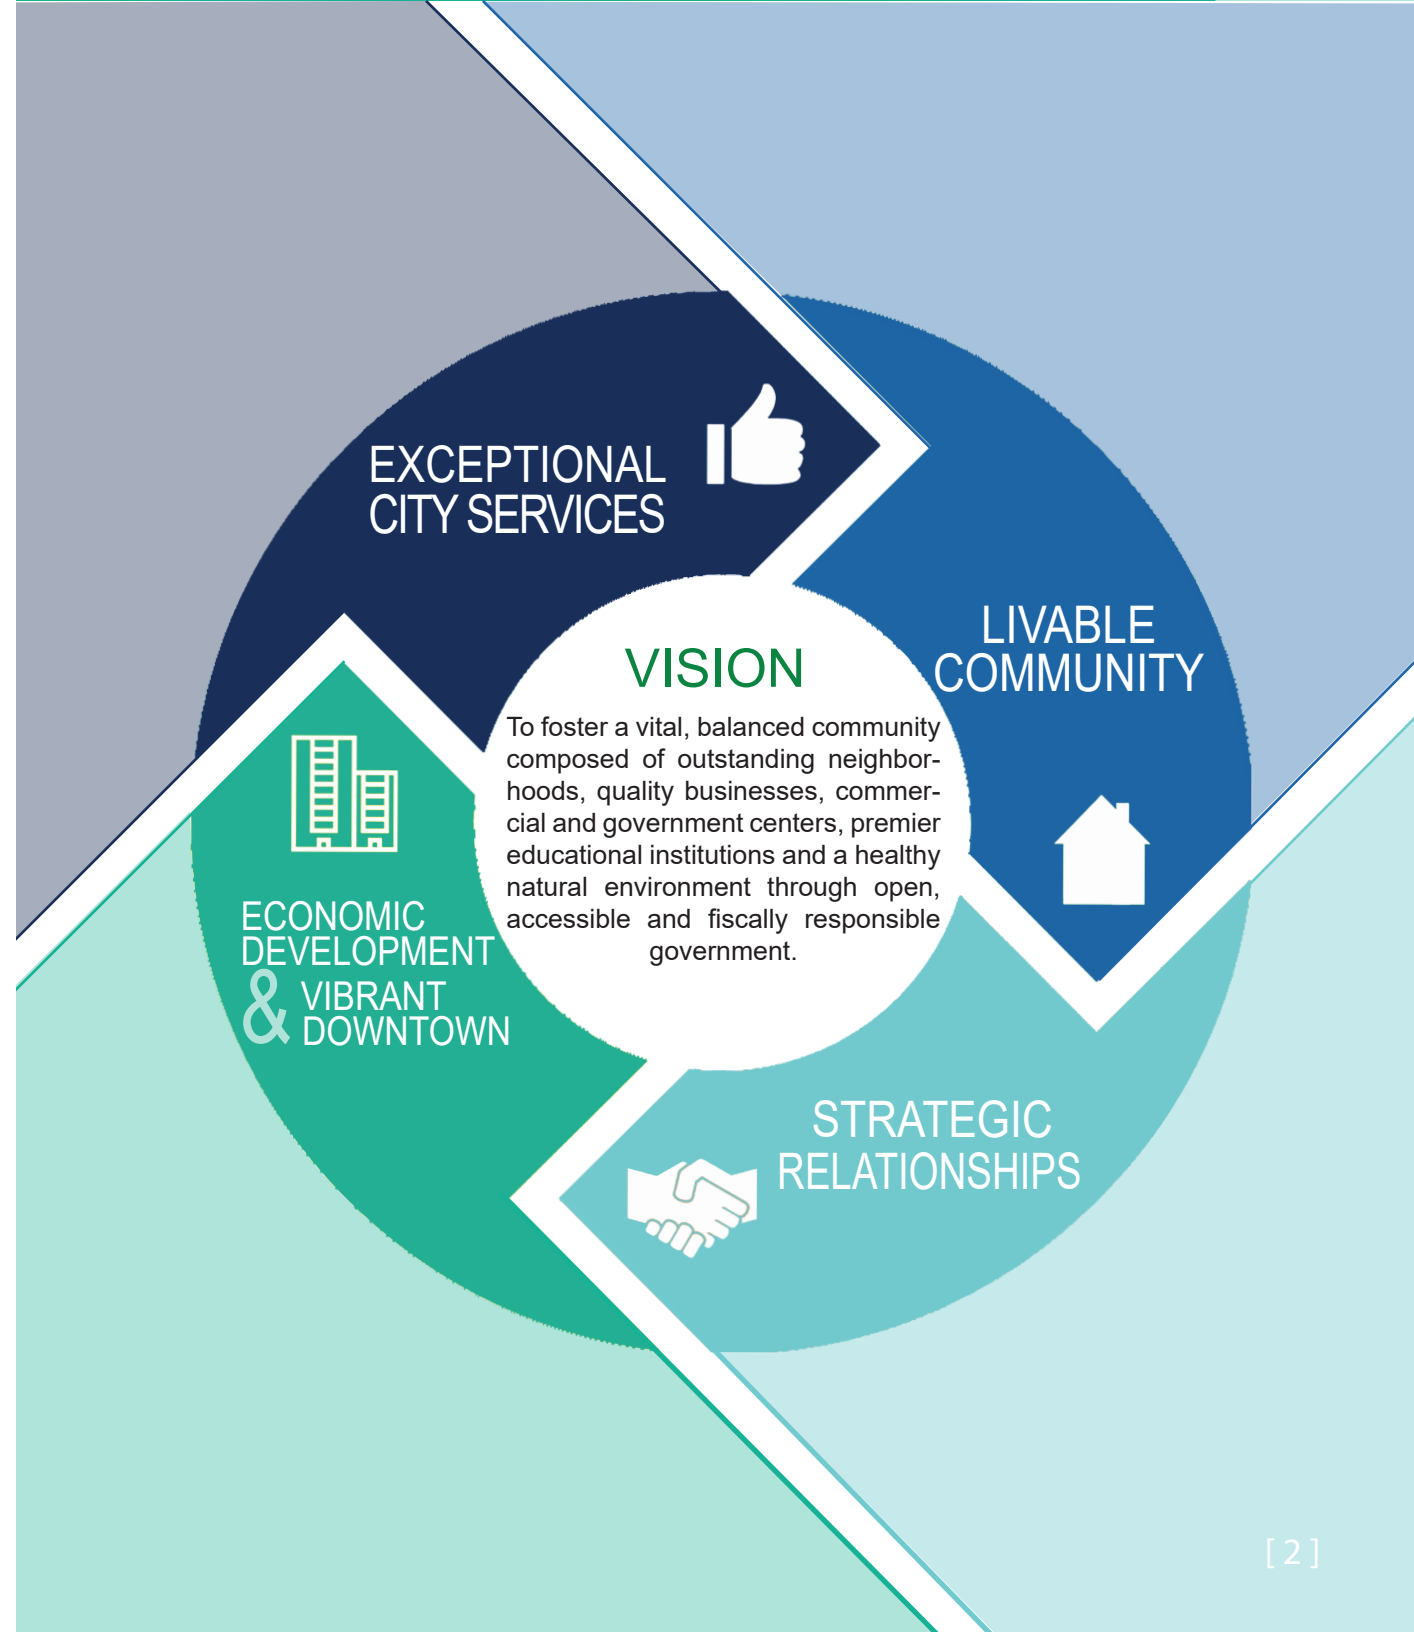 EXCEPTIONAL
CITY SERVICES
LIVABLE
COMMUNITY
VISION
To foster a vital, balanced community
composed of outstanding neighbor-
hoods, quality businesses, commer-
cial and government centers, premier
educational institutions and a healthy
natural environment through open,
accessible and fiscally responsible
government.
ECONOMIC
DEVELOPMENT
& VIBRANT
DOWNTOWN
STRATEGIC
RELATIONSHIPS
[ 2 ]